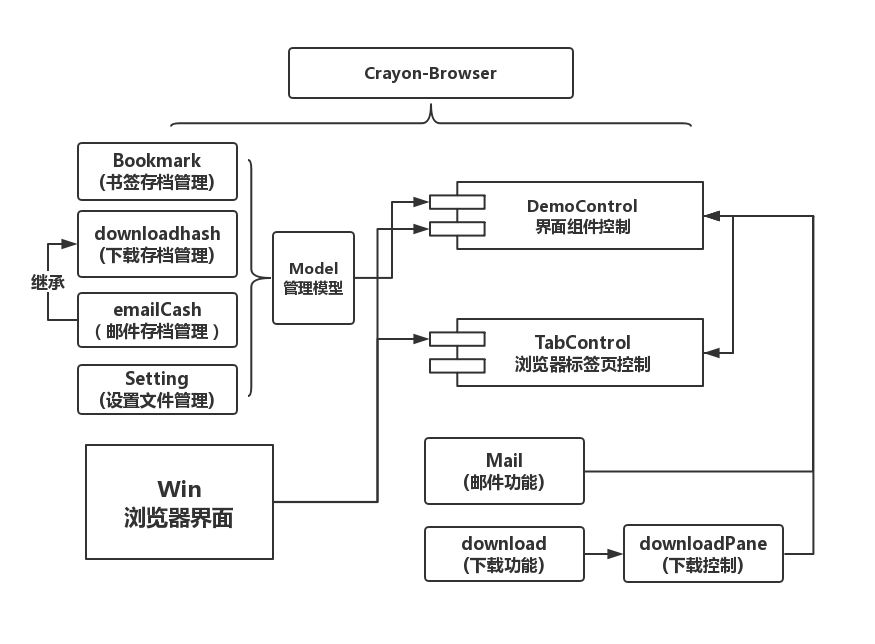 Crayon-Browser
Bookmark
(书签存档管理)
downloadhash
(下载存档管理)
继承
emailCash
( 邮件存档管理 )
Setting
(设置文件管理)
Model
管理模型
DemoControl
界面组件控制
TabControl
浏览器标签页控制
Win
浏览器界面
Mail
(邮件功能)
download
(下载功能)
downloadPane
(下载控制)